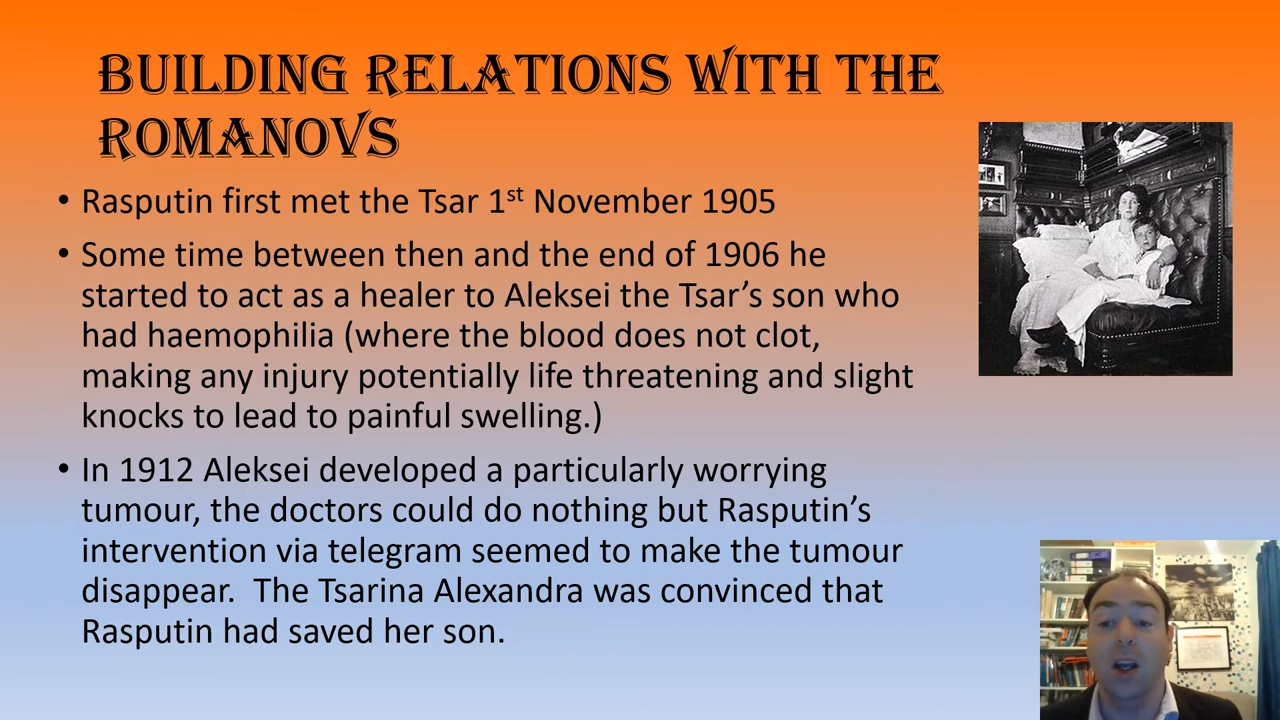 BUILDING RELATIONS WITH THE
ROMANOVS
• Rasputin first met the Tsar 1st November 1905
• Some time between then and the end of 1906 he
started to act as a healer to Aleksei the Tsar’s son who
had haemophilia (where the blood does not clot,
making any injury potentially life threatening and slight
knocks to lead to painful swelling.)
• In 1912 Aleksei developed a particularly worrying
tumour, the doctors could do nothing but Rasputin’s
intervention via telegram seemed to make the tumour
disappear.  The Tsarina Alexandra was convinced that
Rasputin had saved her son.